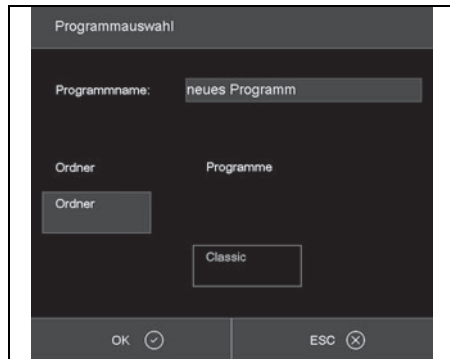 Programmauswahl
Programmname: neues Programm
Ordner Programme
Ordner
Classic
OK ESC